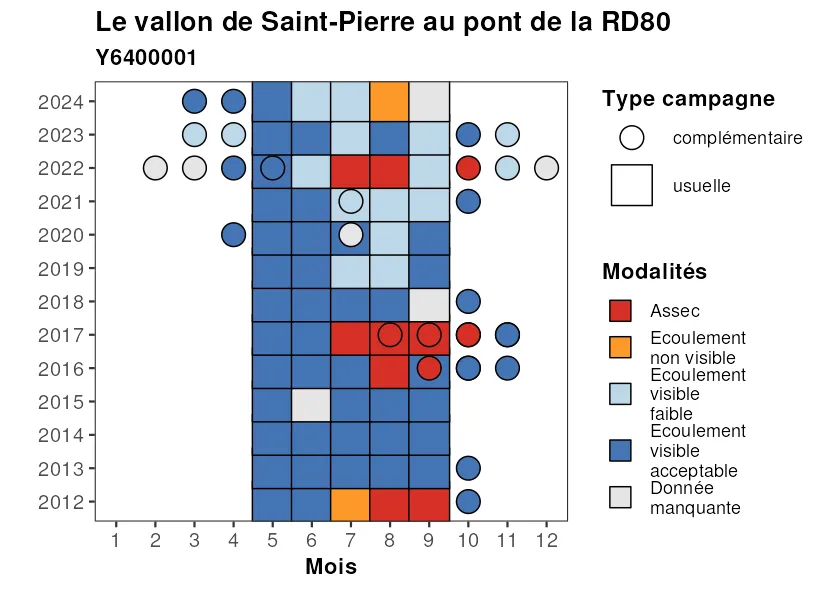 Le vallon de Saint-Pierre au pont de la RD80
Y6400001
2024
2023
2022
2021
2020
2019
2018
2017
2016
2015
2014
2013
2012
1 2 3 4 5 6 7 8 9 10 11 12
Mois
Type campagne
complémentaire
usuelle
Modalités
Assec
Ecoulement
non visible
Ecoulement
visible
faible
Ecoulement
visible
acceptable
Donnée
manquante